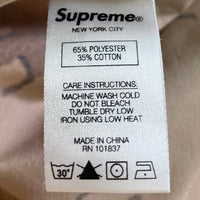 Supreme®
NEW YORK CITY
65% POLYESTER
35% COTTON
CARE INSTRUCTIONS:
MACHINE WASH COLD
DO NOT BLEACH
TUMBLE DRY LOW
IRON USING LOW HEAT
MADE IN CHINA
RN 101837
30°